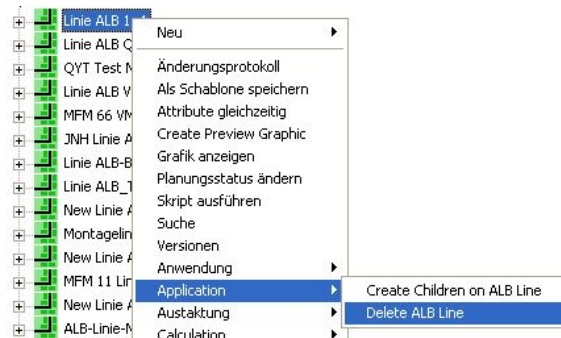 Linie ALB 1
Linie ALB
QYT Test
Linie ALB
MFM 66
JNH Linie
Linie ALB-B
Linie ALB_T
New Linie
Montagelin
New Linie
MFM 11
New Linie
ALB-Linie-N
Neu
Änderungsprotokoll
Als Schablone speichern
Attribute gleichzeitig
Create Preview Graphic
Grafik anzeigen
Planungsstatus ändern
Skript ausführen
Suche
Versionen
Anwendung
Application
Austaktung
Calculation
Create Children on ALB Line
Delete ALB Line